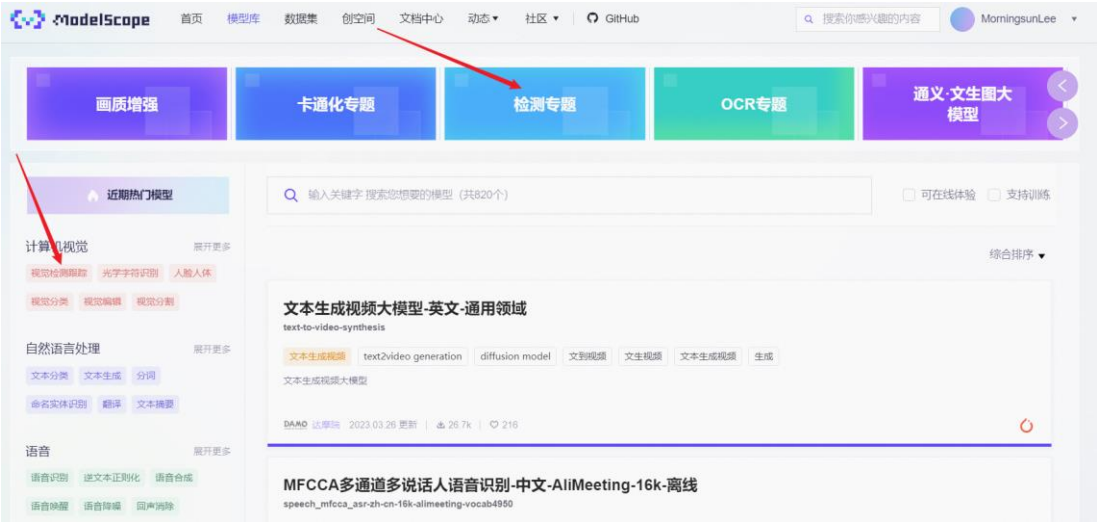 ModelScope 首页 模型库 数据集 创空间 文档中心 动态 社区 GitHub 搜索你感兴趣的内容 MorningsunLee
画质增强 卡通化专题 检测专题 OCR专题 通义·文生图大
模型
近期热门模型
输入关键字 搜索您想要的模型（共820个） 可在线体验 支持训练
计算机视觉 展开更多
综合排序
视觉检测跟踪 光学字符识别 人脸人体
视觉分类 视觉编辑 视觉分割
文本生成视频大模型-英文-通用领域
text-to-video-synthesis
自然语言处理 展开更多
文本生成视频 text2video generation diffusion model 文到视频 文生视频 文本生成视频 生成
文本分类 文本生成 分词
文本生成视频大模型
命名实体识别 翻译 文本摘要
DAMO 达摩院 2023.03.26 更新 26.7k 216
语音 展开更多
语音识别 逆文本正则化 语音合成
MFCCA多通道多说话人语音识别-中文-AliMeeting-16k-离线
speech_mfcca_asr-zh-cn-16k-alimeeting-vocab4950
语音唤醒 语音降噪 回声消除